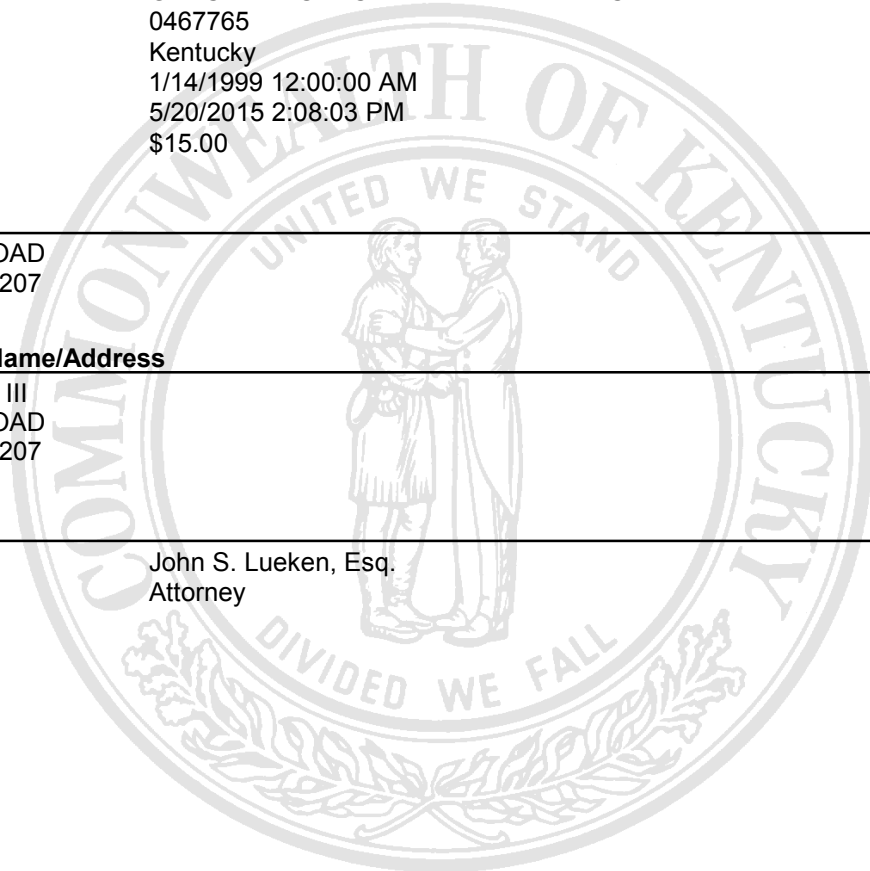 0467765
Kentucky
1/14/1999 12:00:00 AM
5/20/2015 2:08:03 PM
$15.00
OAD
207
Name/Address
III
OAD
207
John S. Lueken, Esq.
Attorney
COMMONWEALTH OF KENTUCKY
UNITED WE STAND
DIVIDED WE FALL